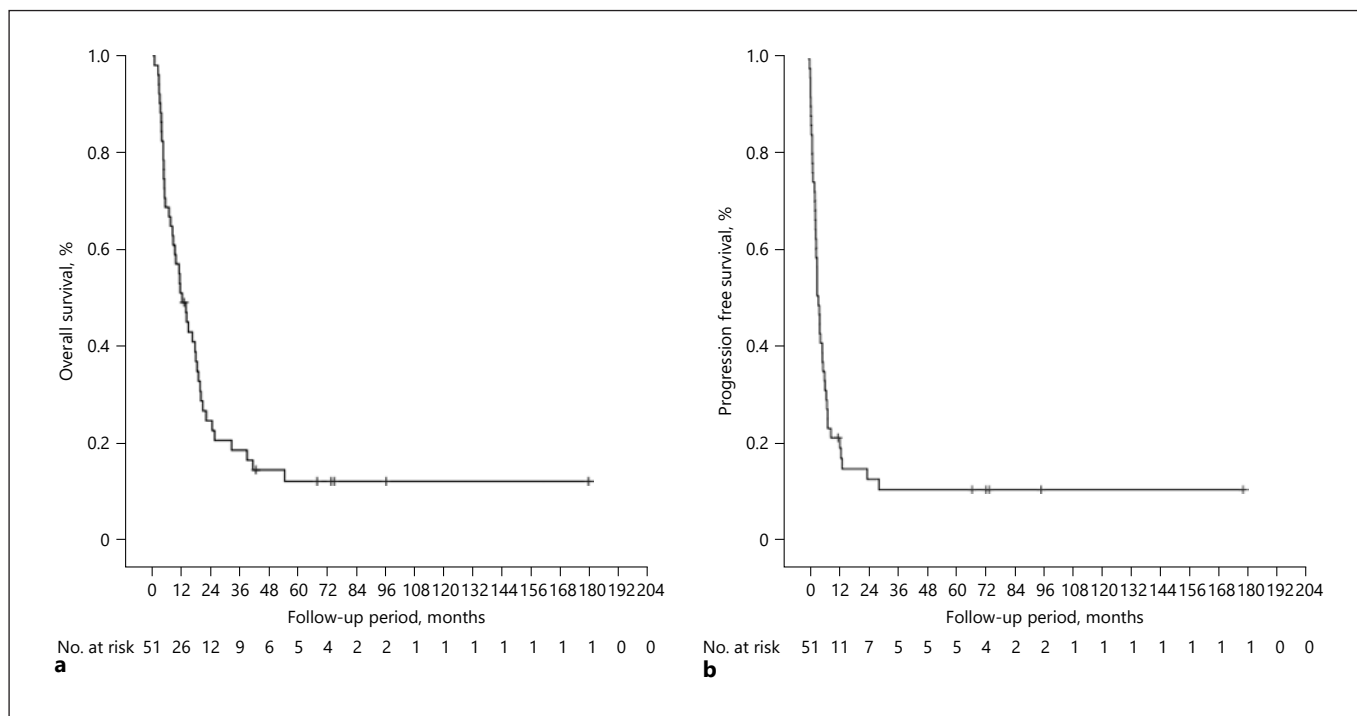 1.0
0.8
0.6
0.4
0.2
0
Overall survival, %
0 12 24 36 48 60 72 84 96 108 120 132 144 156 168 180 192 204
Follow-up period, months
No. at risk 51 26 12 9 6 5 4 2 2 1 1 1 1 1 1 1 0 0
a
1.0
0.8
0.6
0.4
0.2
0
Progression free survival, %
0 12 24 36 48 60 72 84 96 108 120 132 144 156 168 180 192 204
Follow-up period, months
No. at risk 51 11 7 5 5 5 4 2 2 1 1 1 1 1 1 1 0 0
b